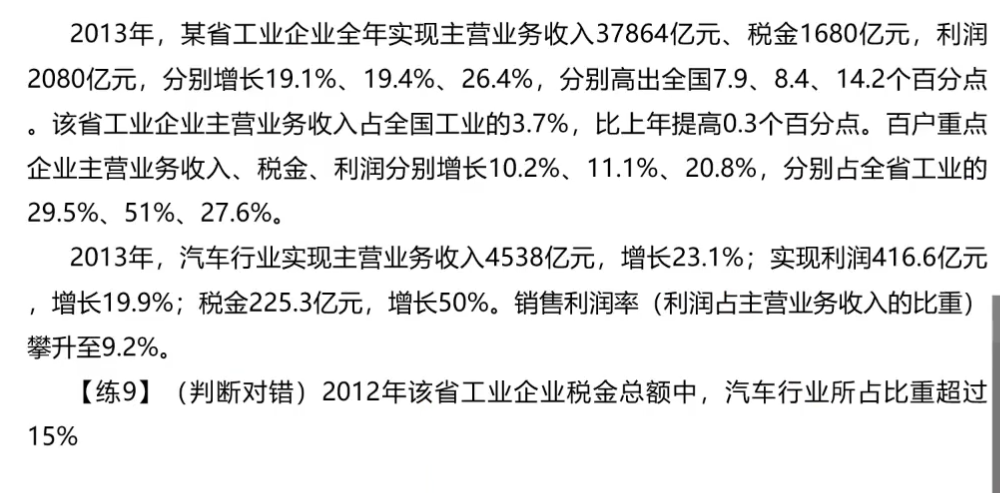 2013年，某省工业企业全年实现主营业务收入37864亿元、税金1680亿元，利润
2080亿元，分别增长19.1%、19.4%、26.4%，分别高出全国7.9、8.4、14.2个百分点
。该省工业企业主营业务收入占全国工业的3.7%，比上年提高0.3个百分点。百户重点
企业主营业务收入、税金、利润分别增长10.2%、11.1%、20.8%，分别占全省工业的
29.5%、51%、27.6%。
2013年，汽车行业实现主营业务收入4538亿元，增长23.1%；实现利润416.6亿元
，增长19.9%；税金225.3亿元，增长50%。销售利润率（利润占主营业务收入的比重）
攀升至9.2%。
【练9】（判断对错）2012年该省工业企业税金总额中，汽车行业所占比重超过
15%